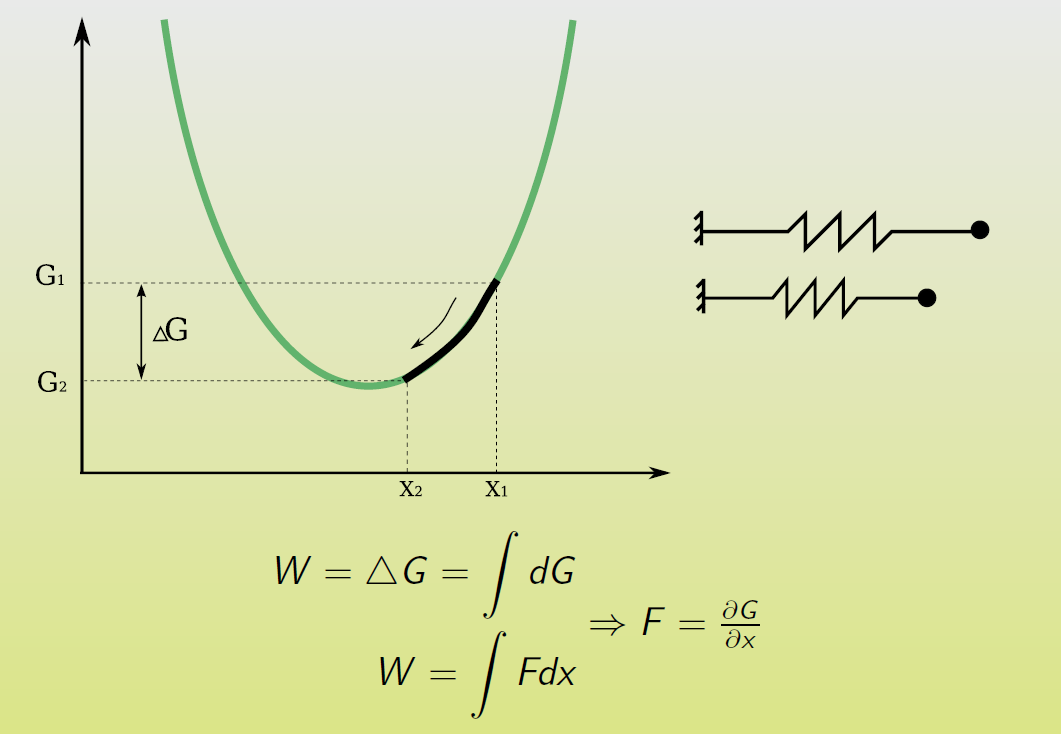 G₁
△G
G₂
x₂ x₁
W = △G = ∫ dG
⇒ F = ∂G/∂x
W = ∫ Fdx